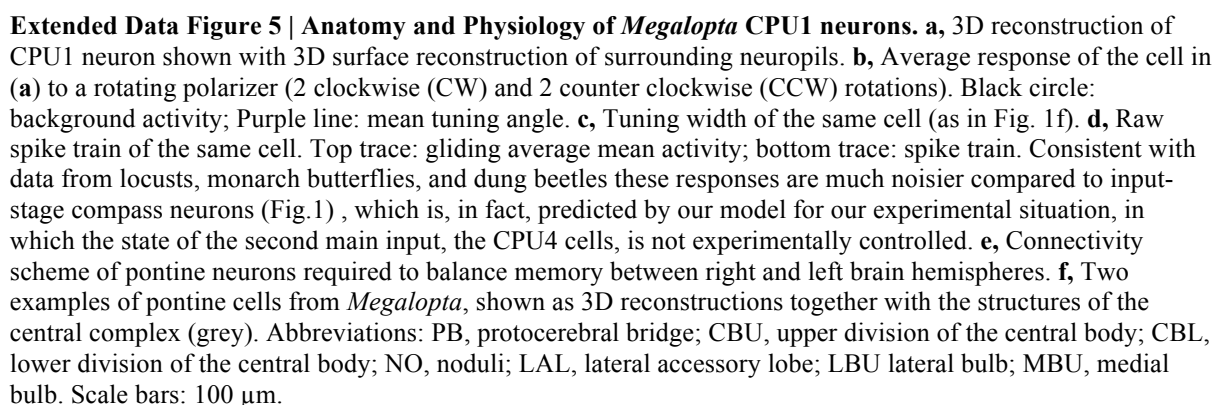 Extended Data Figure 5 | Anatomy and Physiology of Megalopta CPU1 neurons. a, 3D reconstruction of
CPU1 neuron shown with 3D surface reconstruction of surrounding neuropils. b, Average response of the cell in
(a) to a rotating polarizer (2 clockwise (CW) and 2 counter clockwise (CCW) rotations). Black circle:
background activity; Purple line: mean tuning angle. c, Tuning width of the same cell (as in Fig. 1f). d, Raw
spike train of the same cell. Top trace: gliding average mean activity; bottom trace: spike train. Consistent with
data from locusts, monarch butterflies, and dung beetles these responses are much noisier compared to input-
stage compass neurons (Fig.1) , which is, in fact, predicted by our model for our experimental situation, in
which the state of the second main input, the CPU4 cells, is not experimentally controlled. e, Connectivity
scheme of pontine neurons required to balance memory between right and left brain hemispheres. f, Two
examples of pontine cells from Megalopta, shown as 3D reconstructions together with the structures of the
central complex (grey). Abbreviations: PB, protocerebral bridge; CBU, upper division of the central body; CBL,
lower division of the central body; NO, noduli; LAL, lateral accessory lobe; LBU lateral bulb; MBU, medial
bulb. Scale bars: 100 µm.